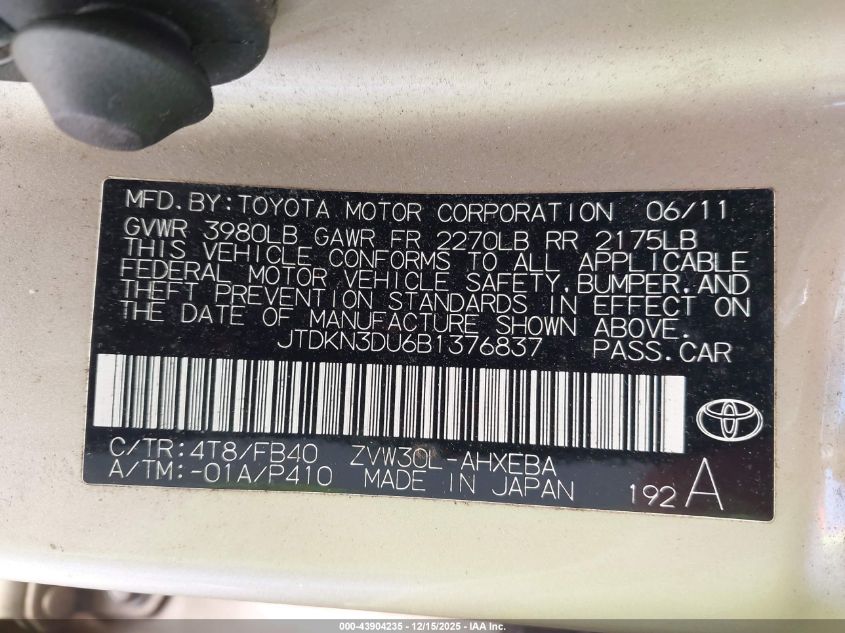 MFD. BY: TOYOTA MOTOR CORPORATION 06/11
GVWR 3980LB GAWR FR 2270LB RR 2175LB
THIS VEHICLE CONFORMS TO ALL APPLICABLE
FEDERAL MOTOR VEHICLE SAFETY, BUMPER, AND
THEFT PREVENTION STANDARDS IN EFFECT ON
THE DATE OF MANUFACTURE SHOWN ABOVE.
JTDKN3DU6B1376837 PASS. CAR
C/TR: 4T8/FB40 ZVW30L-AHXEBA
A/TM: -01A/P410 MADE IN JAPAN 192 A
000-43904235 - 12/15/2025 - IAA Inc.